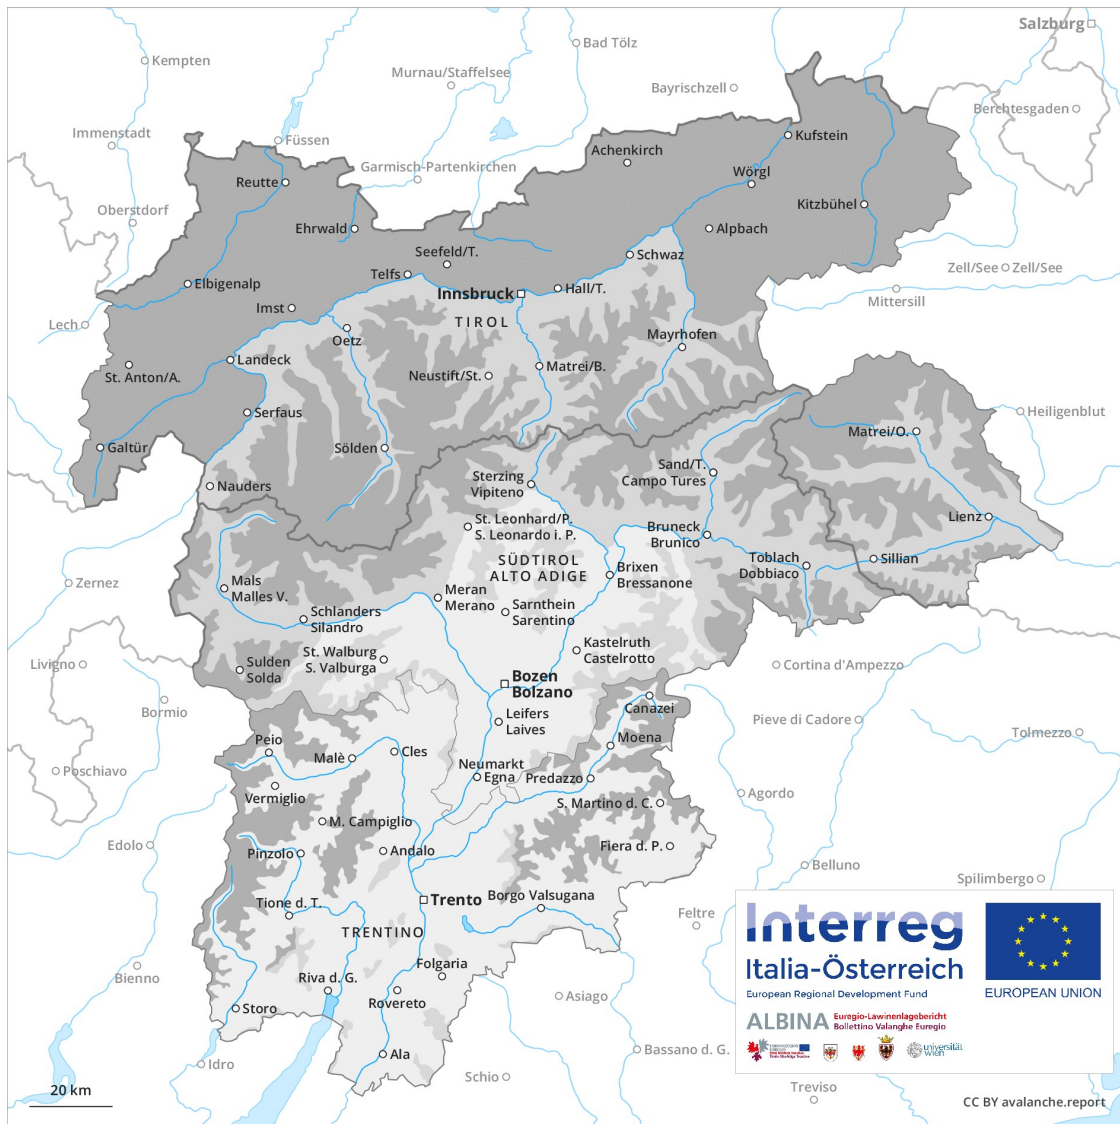 Salzburg
Bad Tölz
Kempten
Murnau/Staffelsee
Bayrischzell
Berchtesgaden
Immenstadt
Füssen
Kufstein
Achenkirch
Garmisch-Partenkirchen
Wörgl
Reutte
Kitzbühel
Oberstdorf
Ehrwald
Alpbach
Seefeld/T.
Schwaz
Zell/See
Zell/See
Telfs
Elbigenalp
Hall/T.
Innsbruck
Mittersill
Imst
TIROL
Lech
Oetz
Mayrhofen
Landeck
Matrei/B.
St. Anton/A.
Neustift/St.
Serfaus
Heiligenblut
Matrei/O.
Galtür
Sölden
Sand/T.
Campo Tures
Sterzing
Vipiteno
Nauders
St. Leonhard/P.
S. Leonardo i. P.
Lienz
Bruneck
Brunico
SÜDTIROL
ALTO ADIGE
Toblach
Dobbiaco
Sillian
Brixen
Bressanone
Zernez
Mals
Malles V.
Meran
Merano
Sarnthein
Sarentino
Schlanders
Silandro
Kastelruth
Castelrotto
St. Walburg
S. Valburga
Livigno
Sulden
Solda
Cortina d'Ampezzo
Bozen
Bolzano
Bormio
Canazei
Leifers
Laives
Pieve di Cadore
Tolmezzo
Peio
Moena
Cles
Malè
Neumarkt
Egna
Predazzo
Poschiavo
Vermiglio
Agordo
S. Martino d. C.
M. Campiglio
Edolo
Pinzolo
Andalo
Fiera d. P.
Belluno
Spilimbergo
Tione d. T.
Trento
Borgo Valsugana
Feltre
TRENTINO
Interreg
Italia-Österreich
European Regional Development Fund
EUROPEAN UNION
Bienno
Riva d. G.
Folgaria
Asiago
Storo
Rovereto
ALBINA
Euregio-Lawinenlagebericht
Bollettino Valanghe Euregio
universität
wien
Ala
Bassano d. G.
Idro
Schio
Treviso
20 km
CC BY avalanche.report